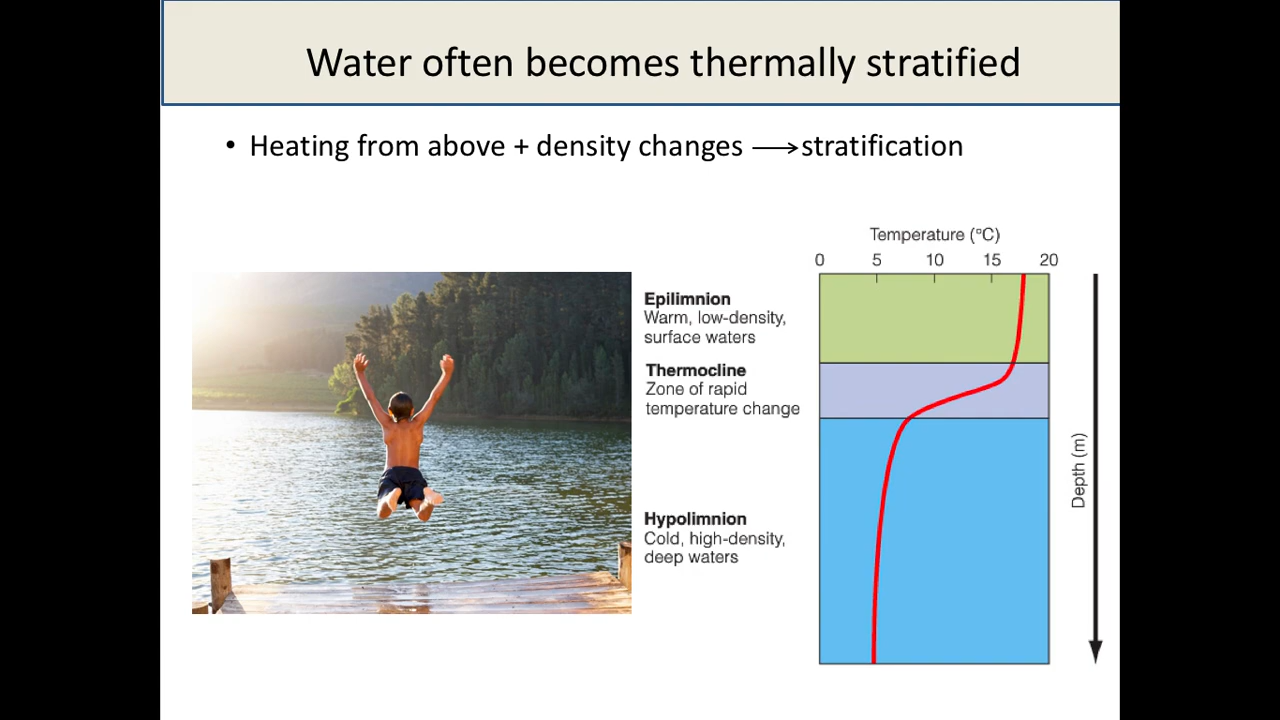 Water often becomes thermally stratified
• Heating from above + density changes ⟶ stratification
Temperature (°C)
0 5 10 15 20
Epilimnion
Warm, low-density,
surface waters
Thermocline
Zone of rapid
temperature change
Hypolimnion
Cold, high-density,
deep waters
Depth (m)